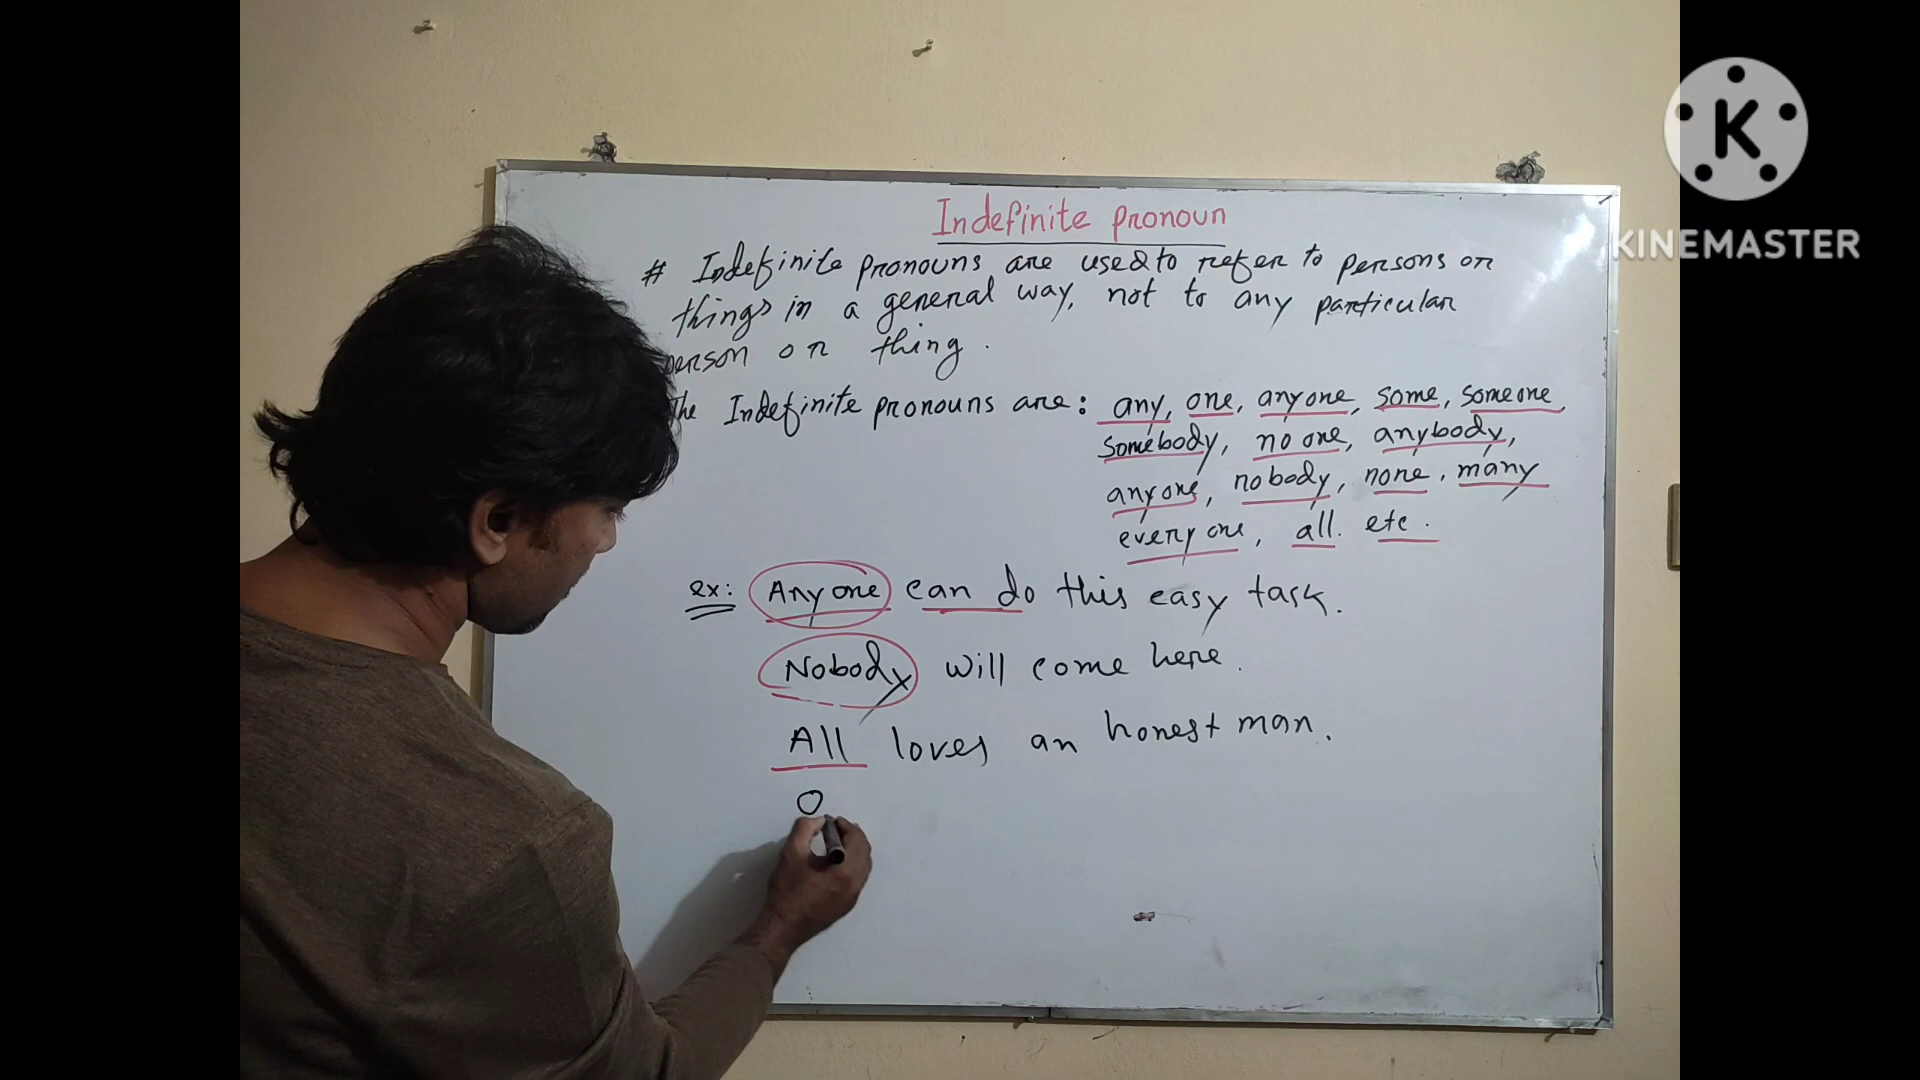 Indefinite pronoun
# Indefinite pronouns are used to refer to persons or
things in a general way, not to any particular
person or thing.
The Indefinite pronouns are: any, one, anyone, some, someone,
somebody, no one, anybody,
anyone, nobody, none, many
everyone, all. etc.
ex: Anyone can do this easy task.
Nobody will come here.
All loves an honest man.
O
K
KINEMASTER